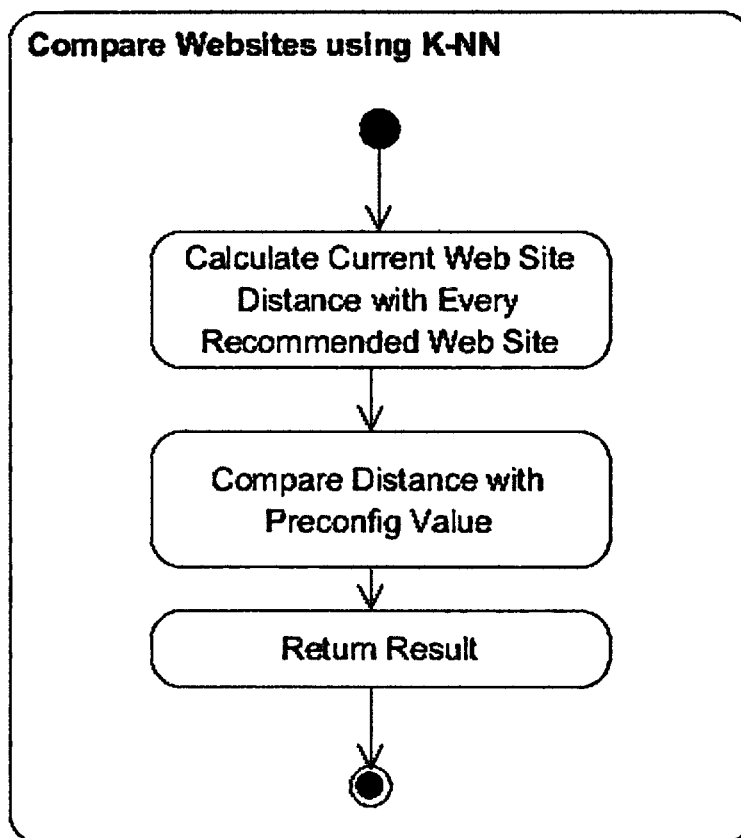 Compare Websites using K-NN
Calculate Current Web Site
Distance with Every
Recommended Web Site
Compare Distance with
Preconfig Value
Return Result